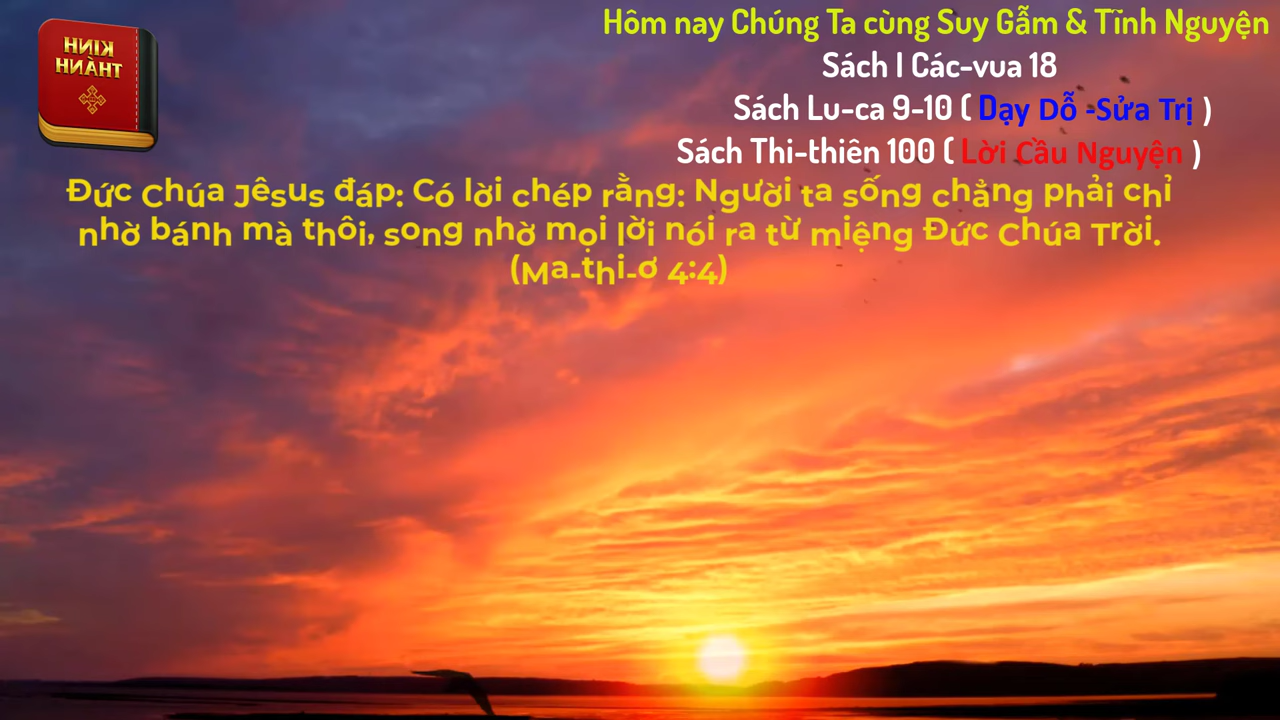 KINH
THÀNH
Hôm nay Chúng Ta cùng Suy Gẫm & Tĩnh Nguyện
Sách I Các-vua 18
Sách Lu-ca 9-10 ( Dạy Dỗ -Sửa Trị )
Sách Thi-thiên 100 ( Lời Cầu Nguyện )
Đức Chúa Jêsus đáp: Có lời chép rằng: Người ta sống chẳng phải chỉ
nhờ bánh mà thôi, song nhờ mọi lời nói ra từ miệng Đức Chúa Trời.
(Ma-thi-ơ 4:4)